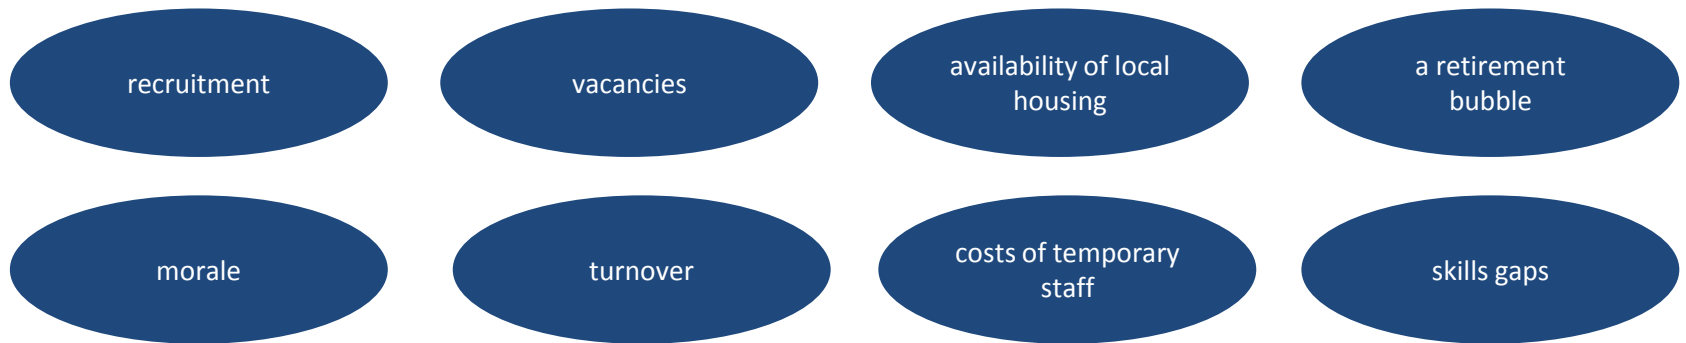 recruitment
vacancies
availability of local
housing
a retirement
bubble
morale
turnover
costs of temporary
staff
skills gaps